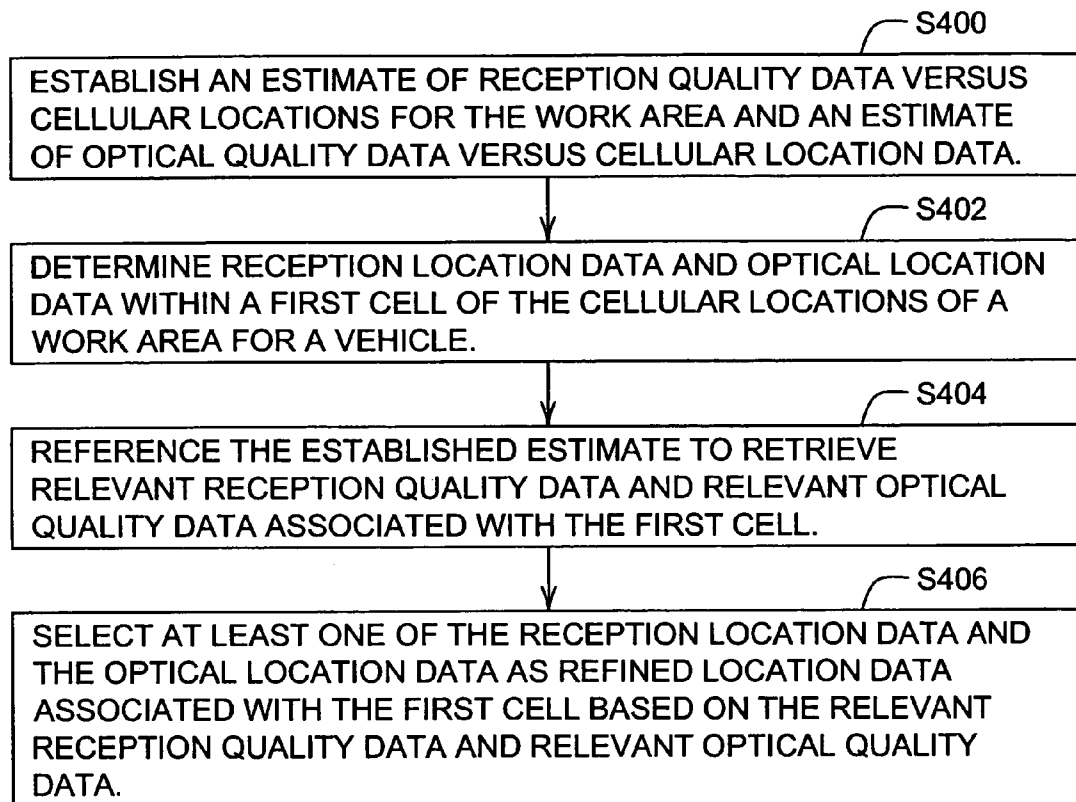 S400
ESTABLISH AN ESTIMATE OF RECEPTION QUALITY DATA VERSUS
CELLULAR LOCATIONS FOR THE WORK AREA AND AN ESTIMATE
OF OPTICAL QUALITY DATA VERSUS CELLULAR LOCATION DATA.
S402
DETERMINE RECEPTION LOCATION DATA AND OPTICAL LOCATION
DATA WITHIN A FIRST CELL OF THE CELLULAR LOCATIONS OF A
WORK AREA FOR A VEHICLE.
S404
REFERENCE THE ESTABLISHED ESTIMATE TO RETRIEVE
RELEVANT RECEPTION QUALITY DATA AND RELEVANT OPTICAL
QUALITY DATA ASSOCIATED WITH THE FIRST CELL.
S406
SELECT AT LEAST ONE OF THE RECEPTION LOCATION DATA AND
THE OPTICAL LOCATION DATA AS REFINED LOCATION DATA
ASSOCIATED WITH THE FIRST CELL BASED ON THE RELEVANT
RECEPTION QUALITY DATA AND RELEVANT OPTICAL QUALITY
DATA.